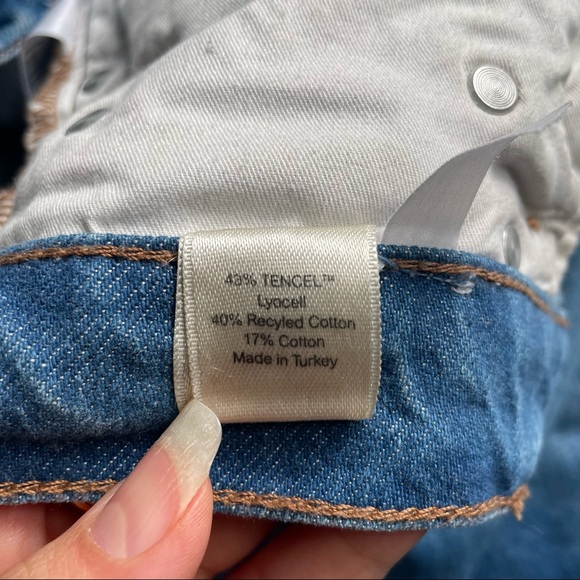 43% TENCEL™
Lyocell
40% Recyled Cotton
17% Cotton
Made in Turkey